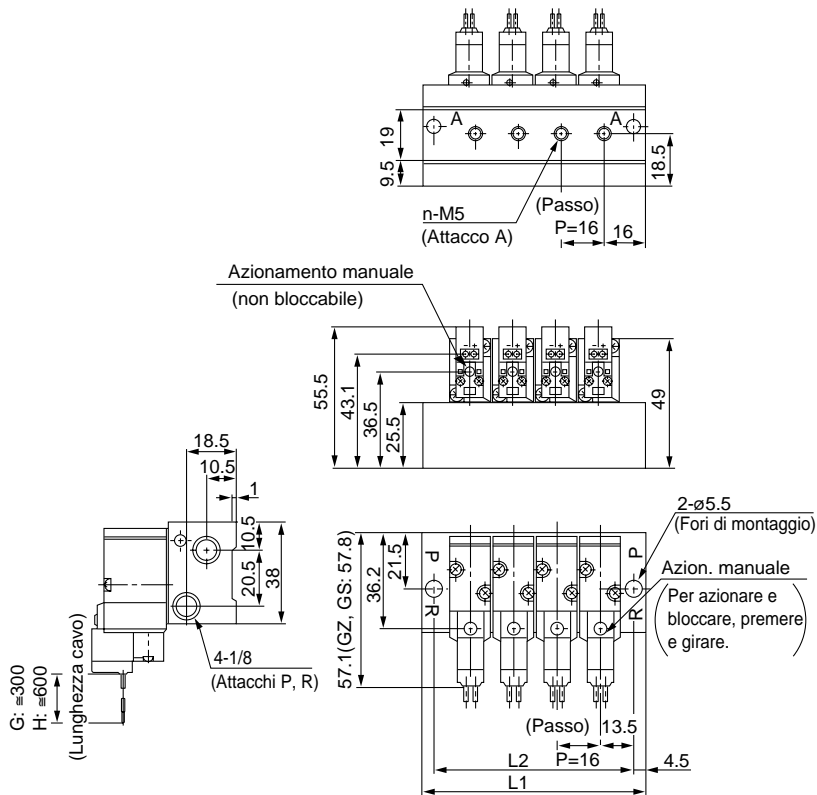 A
A
19
9.5
18.5
n-M5
(Attacco A)
(Passo)
P=16
16
Azionamento manuale
(non bloccabile)
55.5
43.1
36.5
25.5
49
18.5
10.5
1
10.5
20.5
38
4-1/8
(Attacchi P, R)
G: ≅300
H: ≅600
(Lunghezza cavo)
57.1(GZ, GS: 57.8)
36.2
21.5
P
R
P
R
2-ø5.5
(Fori di montaggio)
Azion. manuale
(Per azionare e
bloccare, premere
e girare.)
(Passo)
13.5
P=16
L2
4.5
L1